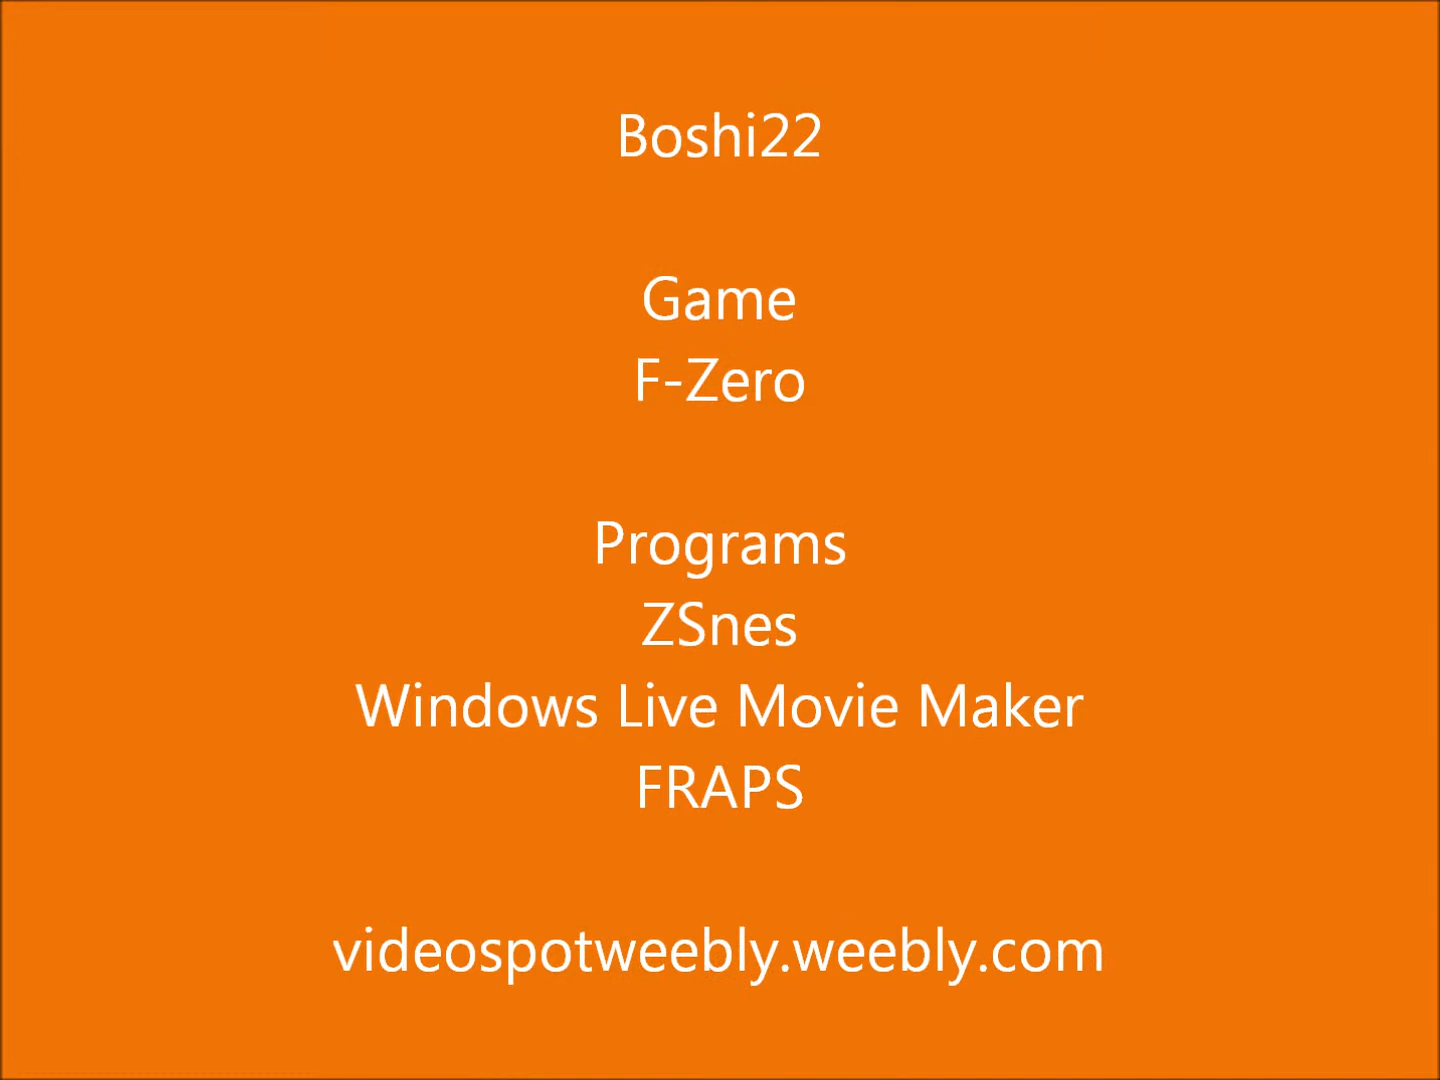 Boshi22
Game
F-Zero
Programs
ZSnes
Windows Live Movie Maker
FRAPS
videospotweebly.weebly.com